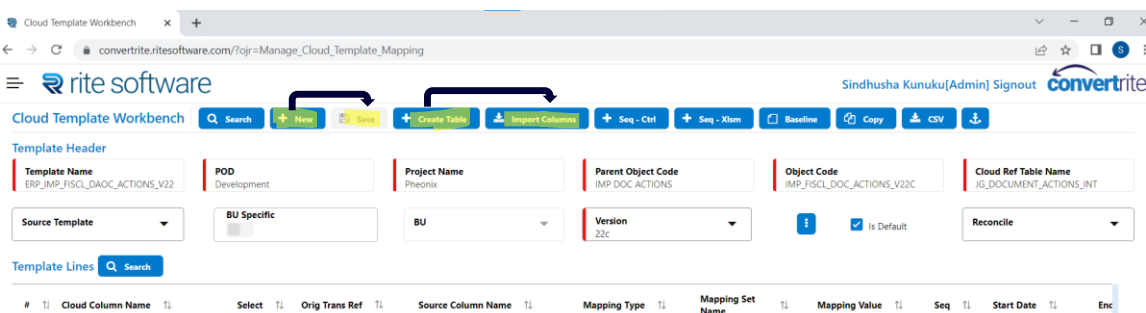 Cloud Template Workbench
convertrite.ritesoftware.com/?ojr=Manage_Cloud_Template_Mapping
S
rite software
Sindhusha Kunuku[Admin] Signout
convertrite
Cloud Template Workbench Search New Save Create Table Import Columns Seq - Ctrl Seq - Xlsm Baseline Copy CSV
Template Header
Template Name POD Project Name Parent Object Code Object Code Cloud Ref Table Name
ERP_IMP_FISCL_DAOC_ACTIONS_V22 Development Pheonix IMP DOC ACTIONS IMP_FISCL_DOC_ACTIONS_V22C JG_DOCUMENT_ACTIONS_INT
Source Template BU Specific BU Version Is Default Reconcile
22c
Template Lines Search
# Cloud Column Name Select Orig Trans Ref Source Column Name Mapping Type Mapping Set Name Mapping Value Seq Start Date Enc